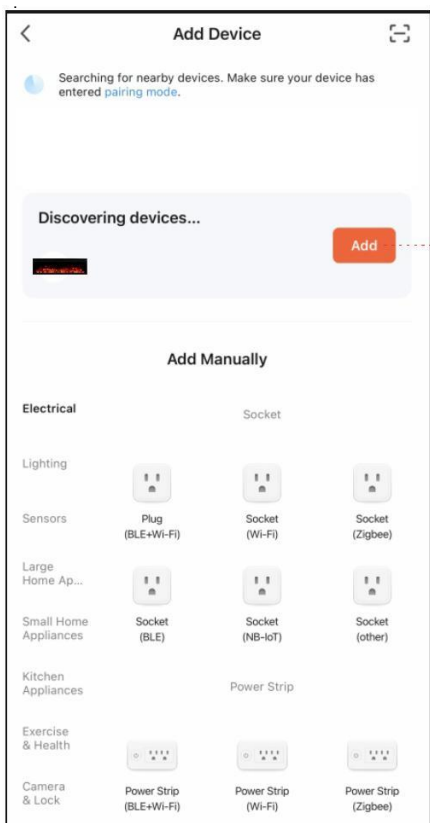 Add Device
Searching for nearby devices. Make sure your device has
entered pairing mode.
Discovering devices...
Add
Add Manually
Electrical
Socket
Lighting
Sensors
Plug
(BLE+Wi-Fi)
Socket
(Wi-Fi)
Socket
(Zigbee)
Large
Home Ap...
Small Home
Appliances
Socket
(BLE)
Socket
(NB-IoT)
Socket
(other)
Kitchen
Appliances
Power Strip
Exercise
& Health
Camera
& Lock
Power Strip
(BLE+Wi-Fi)
Power Strip
(Wi-Fi)
Power Strip
(Zigbee)